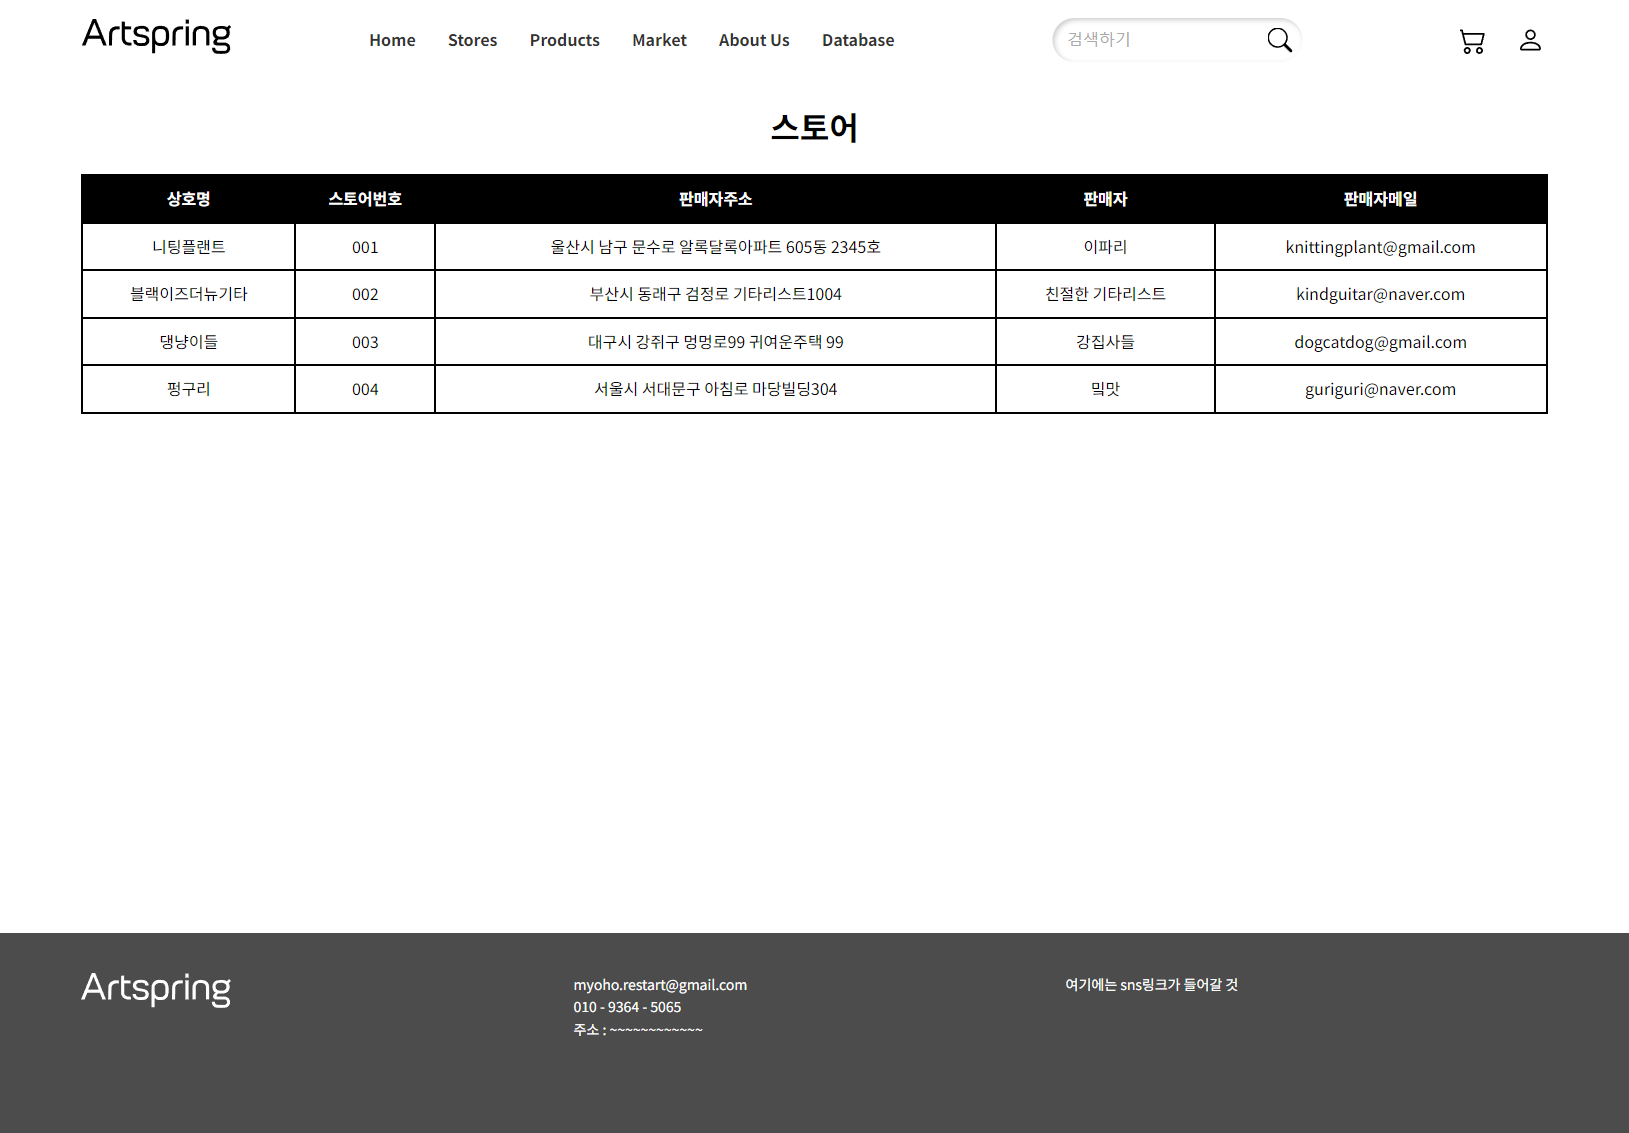 Artspring
Home Stores Products Market About Us Database
검색하기
스토어
상호명 스토어번호 판매자주소 판매자 판매자메일
니팅플랜트 001 울산시 남구 문수로 알록달록아파트 605동 2345호 이파리 knittingplant@gmail.com
블랙이즈더뉴기타 002 부산시 동래구 검정로 기타리스트1004 친절한 기타리스트 kindguitar@naver.com
댕냥이들 003 대구시 강쥐구 멍멍로99 귀여운주택 99 강집사들 dogcatdog@gmail.com
펑구리 004 서울시 서대문구 아침로 마당빌딩304 밐맛 guriguri@naver.com
Artspring
myoho.restart@gmail.com
010 - 9364 - 5065
주소 : ~~~~~~~~~~~~
여기에는 sns링크가 들어갈 것